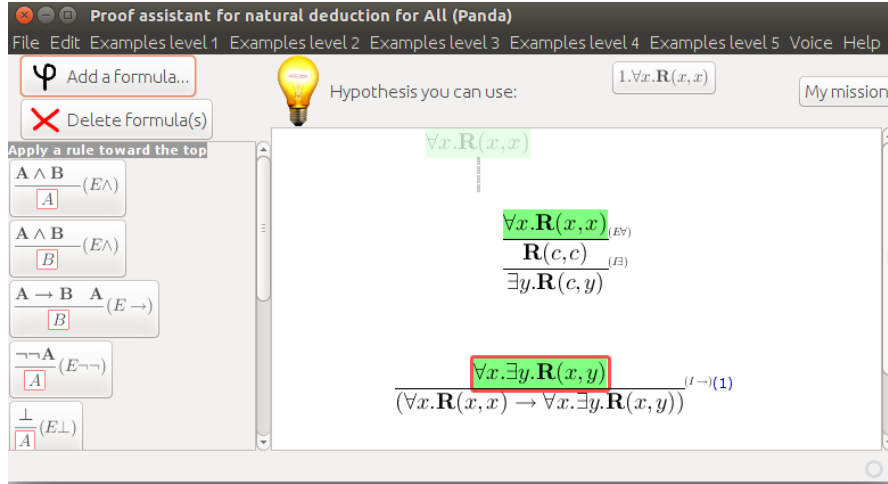 Proof assistant for natural deduction for All (Panda)
File Edit Examples level 1 Examples level 2 Examples level 3 Examples level 4 Examples level 5 Voice Help
φ Add a formula...
Delete formula(s)
Hypothesis you can use:
1.∀x.R(x,x)
My mission
Apply a rule toward the top
A ∧ B
A
(E∧)
A ∧ B
B
(E∧)
A → B A
B
(E →)
¬¬A
A
(E¬¬)
⊥
A
(E⊥)
∀x.R(x,x)
∀x.R(x,x)
(E∀)
R(c,c)
(I∃)
∃y.R(c,y)
∀x.∃y.R(x,y)
(I →)(1)
(∀x.R(x,x) → ∀x.∃y.R(x,y))